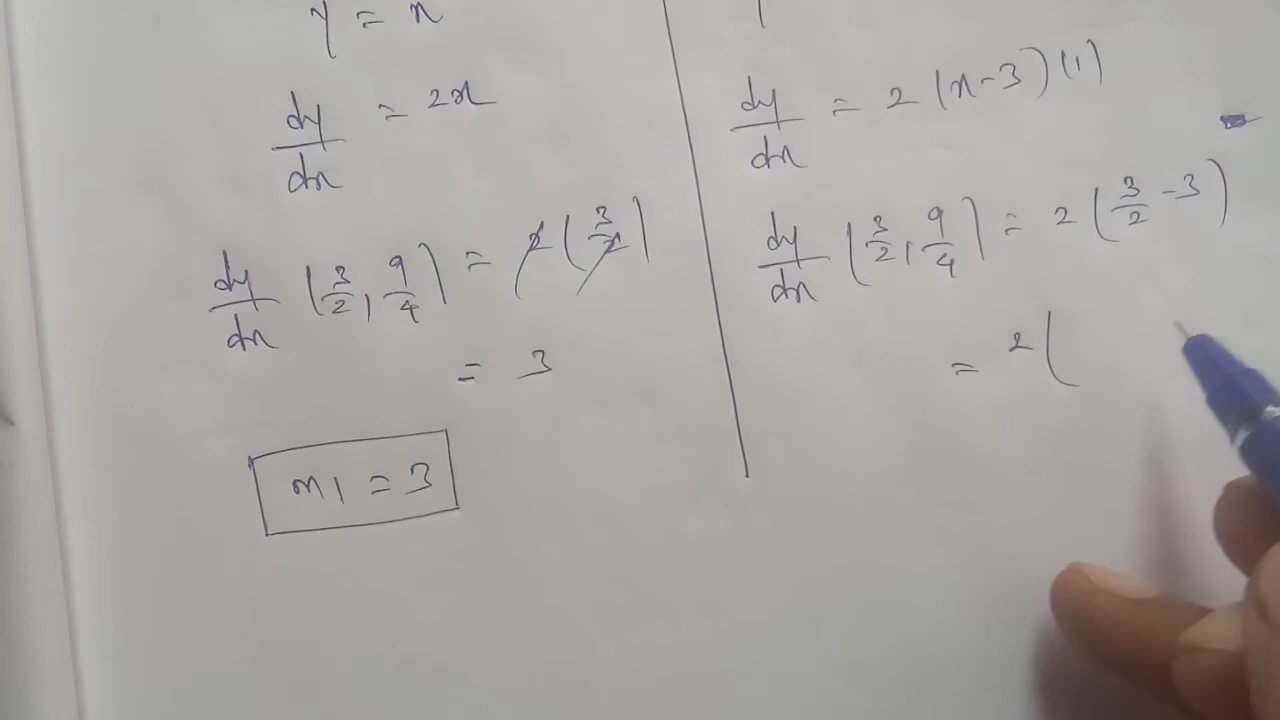 y = x
dy/dx = 2x
dy/dx (3/2, 9/4) = 2 (3/2)
= 3
m1 = 3
dy/dx = 2 (x-3) (1)
dy/dx (3/2, 9/4) = 2 (3/2 - 3)
= 2 (